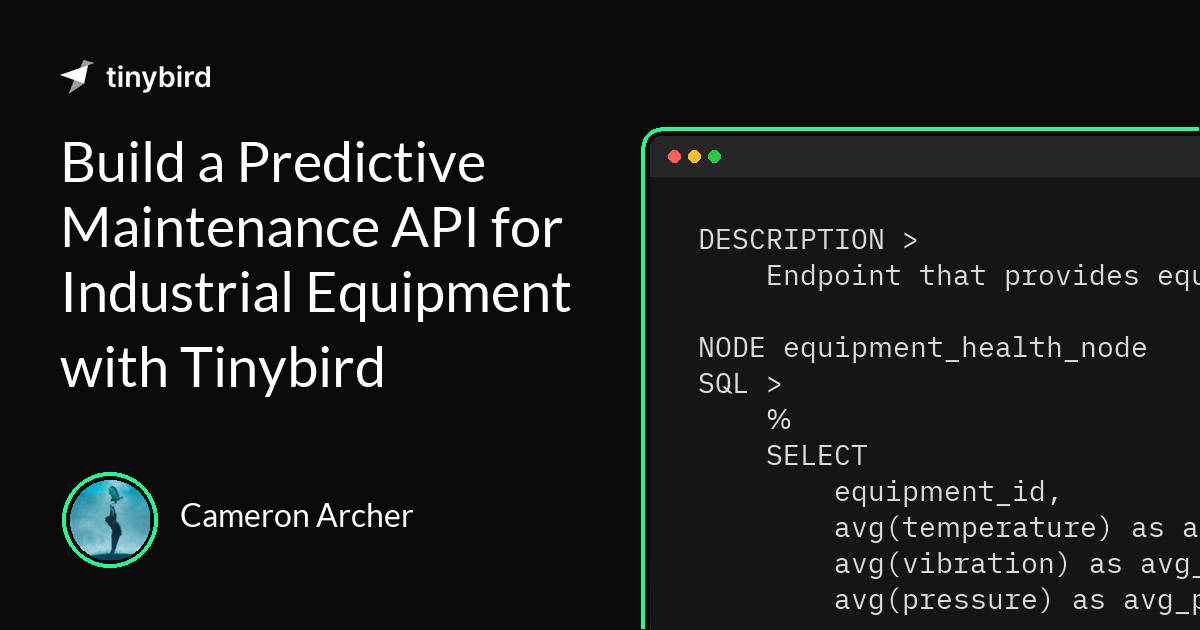 tinybird
Build a Predictive
Maintenance API for
Industrial Equipment
with Tinybird
Cameron Archer
DESCRIPTION >
Endpoint that provides equ
NODE equipment_health_node
SQL >
%
SELECT
equipment_id,
avg(temperature) as a
avg(vibration) as avg_
avg(pressure) as avg_p